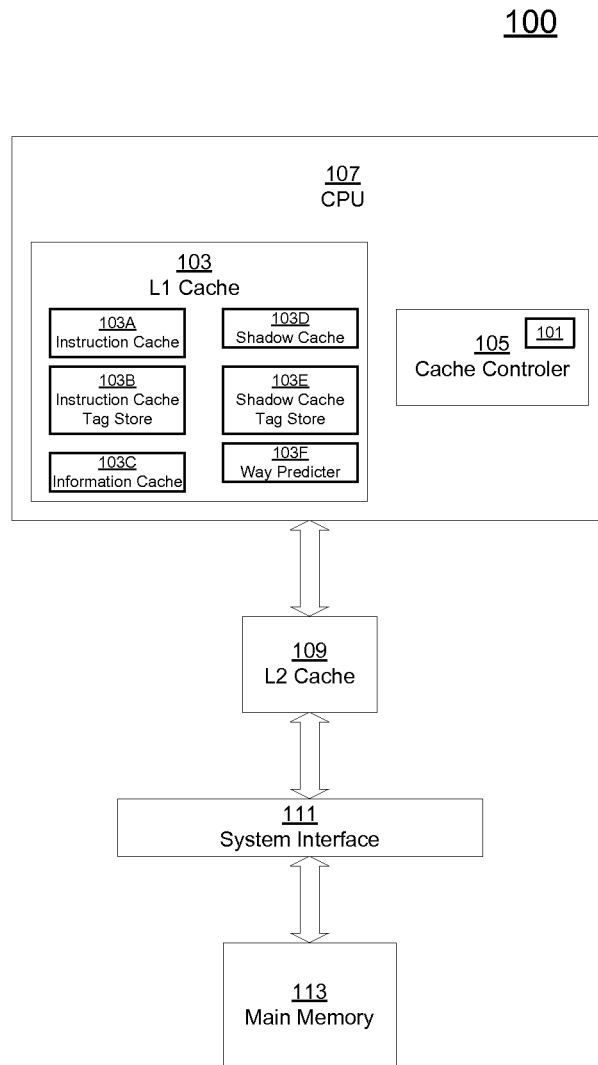 100
107
CPU
103
L1 Cache
103A
Instruction Cache
103B
Instruction Cache
Tag Store
103C
Information Cache
103D
Shadow Cache
103E
Shadow Cache
Tag Store
103F
Way Predicter
101
105
Cache Controler
109
L2 Cache
111
System Interface
113
Main Memory